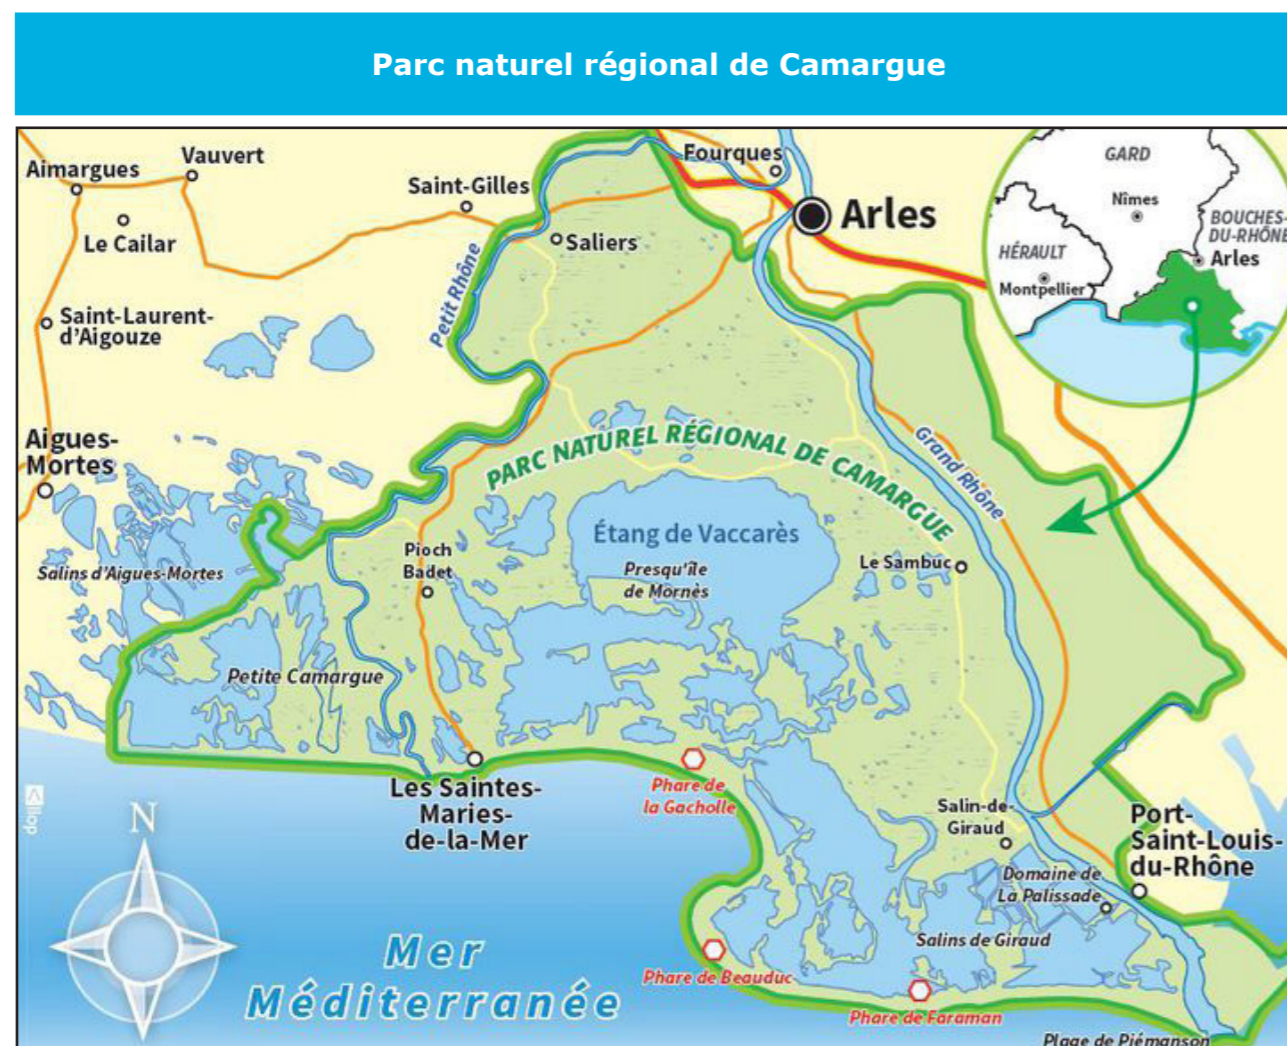 Parc naturel régional de Camargue
Aimargues
Vauvert
Le Cailar
Saint-Gilles
Fourques
Arles
Saliers
Petit Rhône
Saint-Laurent-
d'Aigouze
GARD
Nîmes
BOUCHES-
DU-RHÔNE
Arles
HÉRAULT
Montpellier
Aigues-
Mortes
PARC NATUREL RÉGIONAL DE CAMARGUE
Grand Rhône
Étang de Vaccarès
Presqu'île
de Mornès
Le Sambuc
Pioch
Badet
Salins d'Aigues-Mortes
Petite Camargue
Les Saintes-
Maries-
de-la-Mer
Phare de
la Gacholle
Salin-de-
Giraud
Port-
Saint-Louis-
du-Rhône
Domaine de
La Palissade
Salins de Giraud
Phare de Beauduc
Phare de Faraman
Plage de Piémanson
N
Mer
Méditerranée